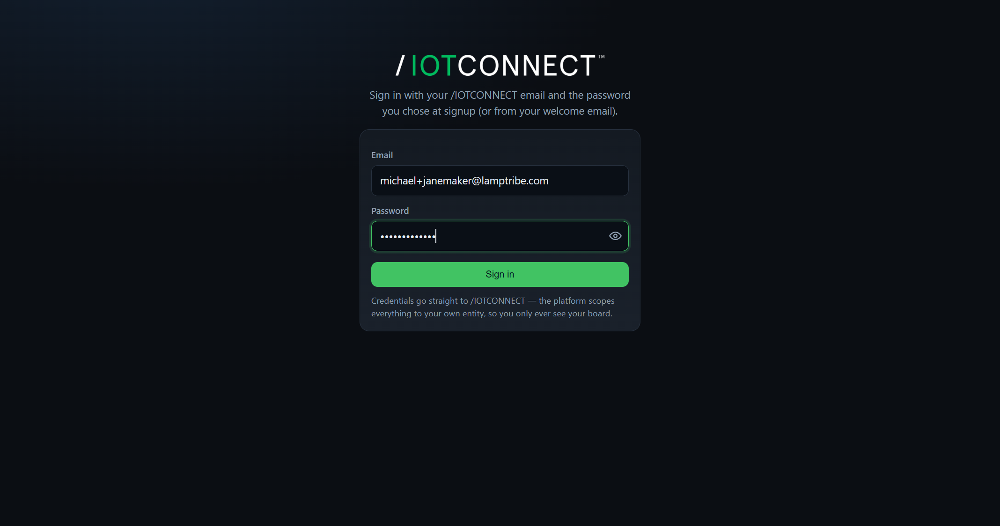 /IOTCONNECT™
Sign in with your /IOTCONNECT email and the password
you chose at signup (or from your welcome email).
Email
michael+janemaker@lamptribe.com
Password
•••••••••••••
Sign in
Credentials go straight to /IOTCONNECT — the platform scopes
everything to your own entity, so you only ever see your board.